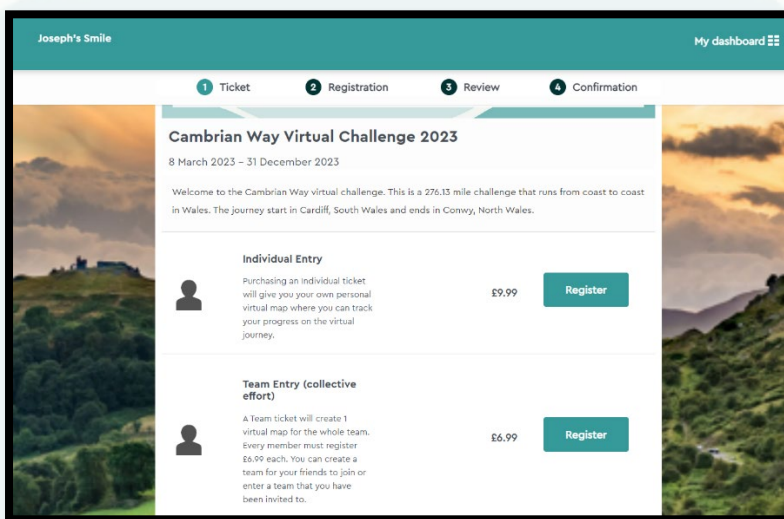 Joseph's Smile
My dashboard
1 Ticket 2 Registration 3 Review 4 Confirmation
Cambrian Way Virtual Challenge 2023
8 March 2023 – 31 December 2023
Welcome to the Cambrian Way virtual challenge. This is a 276.13 mile challenge that runs from coast to coast
in Wales. The journey start in Cardiff, South Wales and ends in Conwy, North Wales.
Individual Entry
Purchasing an Individual ticket
will give you your own personal
virtual map where you can track
your progress on the virtual
journey.
£9.99
Register
Team Entry (collective
effort)
A Team ticket will create 1
virtual map for the whole team.
Every member must register
£6.99 each. You can create a
team for your friends to join or
enter a team that you have
been invited to.
£6.99
Register